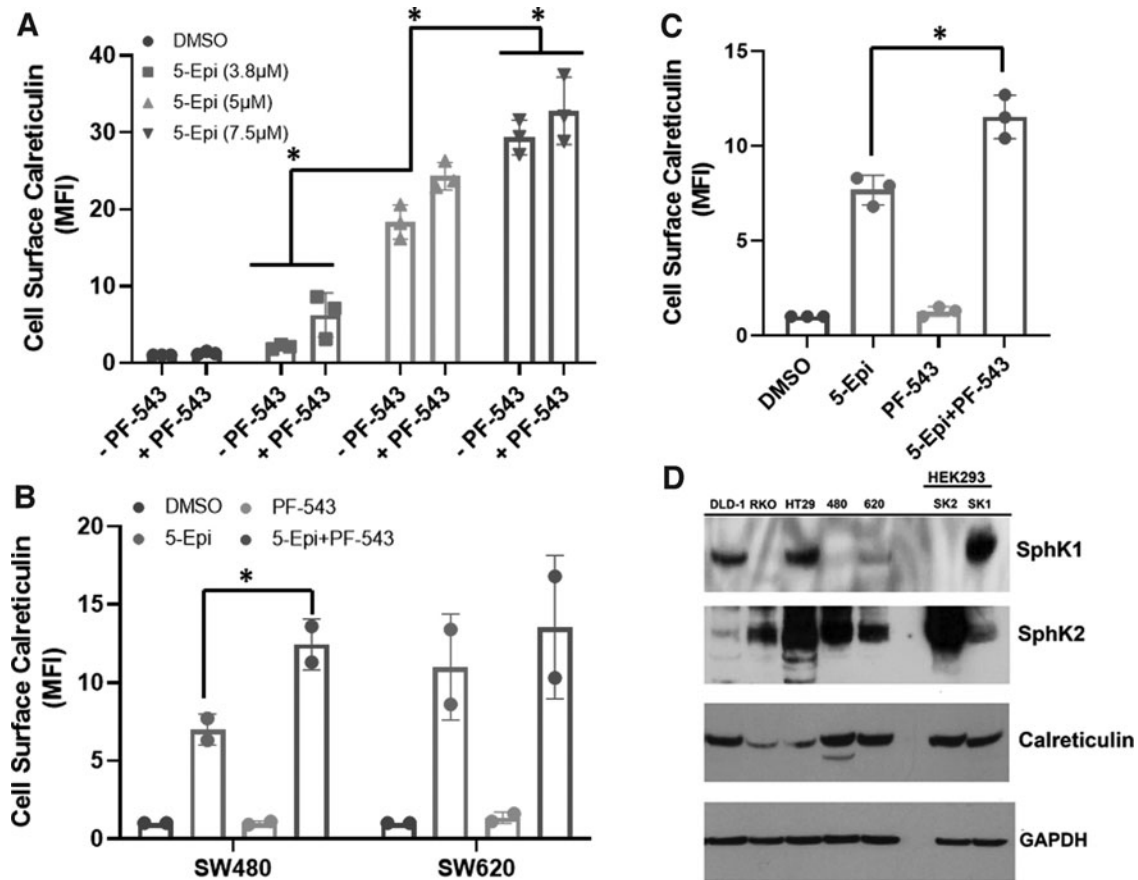 A
DMSO
5-Epi (3.8µM)
5-Epi (5µM)
5-Epi (7.5µM)
Cell Surface Calreticulin
(MFI)
40
30
20
10
0
*
*
- PF-543
+ PF-543
- PF-543
+ PF-543
- PF-543
+ PF-543
- PF-543
+ PF-543
B
DMSO
PF-543
5-Epi
5-Epi+PF-543
Cell Surface Calreticulin
(MFI)
20
15
10
5
0
*
SW480
SW620
C
Cell Surface Calreticulin
(MFI)
15
10
5
0
*
DMSO
5-Epi
PF-543
5-Epi+PF-543
D
HEK293
DLD-1 RKO HT29 480 620 SK2 SK1
SphK1
SphK2
Calreticulin
GAPDH